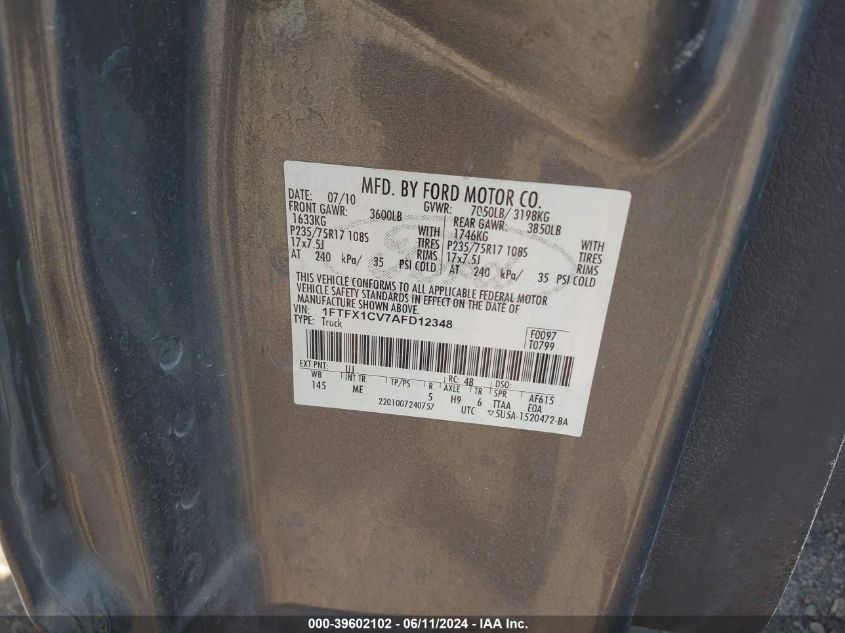 MFD. BY FORD MOTOR CO.
DATE: 07/10 GVWR: 7050LB/ 3198KG
FRONT GAWR: 3600LB REAR GAWR: 3850LB
1633KG WITH 1746KG WITH
P235/75R17 108S TIRES P235/75R17 108S TIRES
17x7.5J RIMS 17x7.5J RIMS
AT 240 kPa/ 35 PSI COLD AT 240 kPa/ 35 PSI COLD
THIS VEHICLE CONFORMS TO ALL APPLICABLE FEDERAL MOTOR
VEHICLE SAFETY STANDARDS IN EFFECT ON THE DATE OF
MANUFACTURE SHOWN ABOVE.
VIN: 1FTFX1CV7AFD12348
TYPE: Truck
F0097
T0799
EXT PNT: UJ RC: 48 DSO:
WB INT TR TP/PS R AXLE TR SPR AF615
145 ME 5 H9 6 TTAA E0A
2201007240757 UTC ▽5U5A-1520472-BA
000-39602102 - 06/11/2024 - IAA Inc.